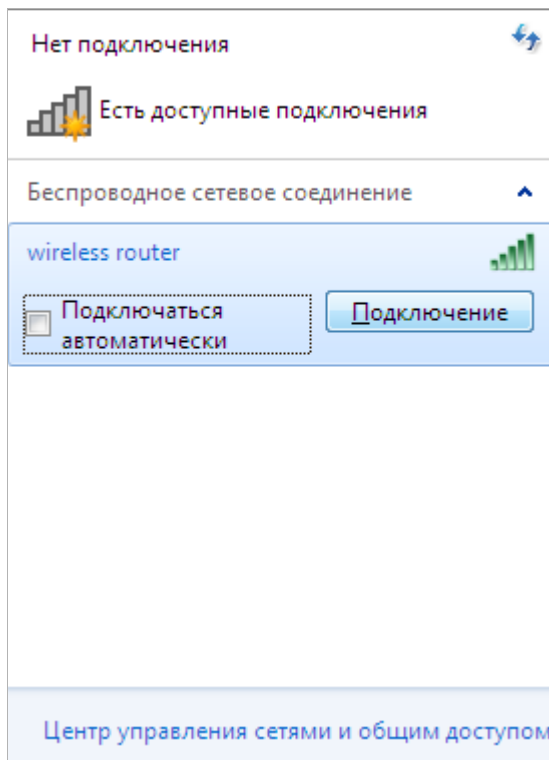 Нет подключения
Есть доступные подключения
Беспроводное сетевое соединение
wireless router
Подключаться
автоматически
Подключение
Центр управления сетями и общим доступом